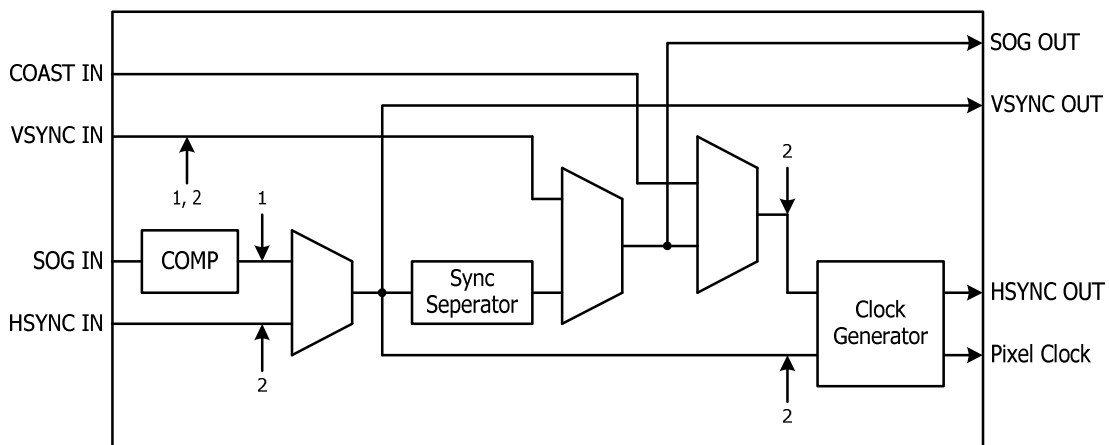 SOG OUT
COAST IN
VSYNC OUT
VSYNC IN
2
1, 2
1
SOG IN
COMP
Sync
Seperator
HSYNC OUT
HSYNC IN
Clock
Generator
Pixel Clock
2
2